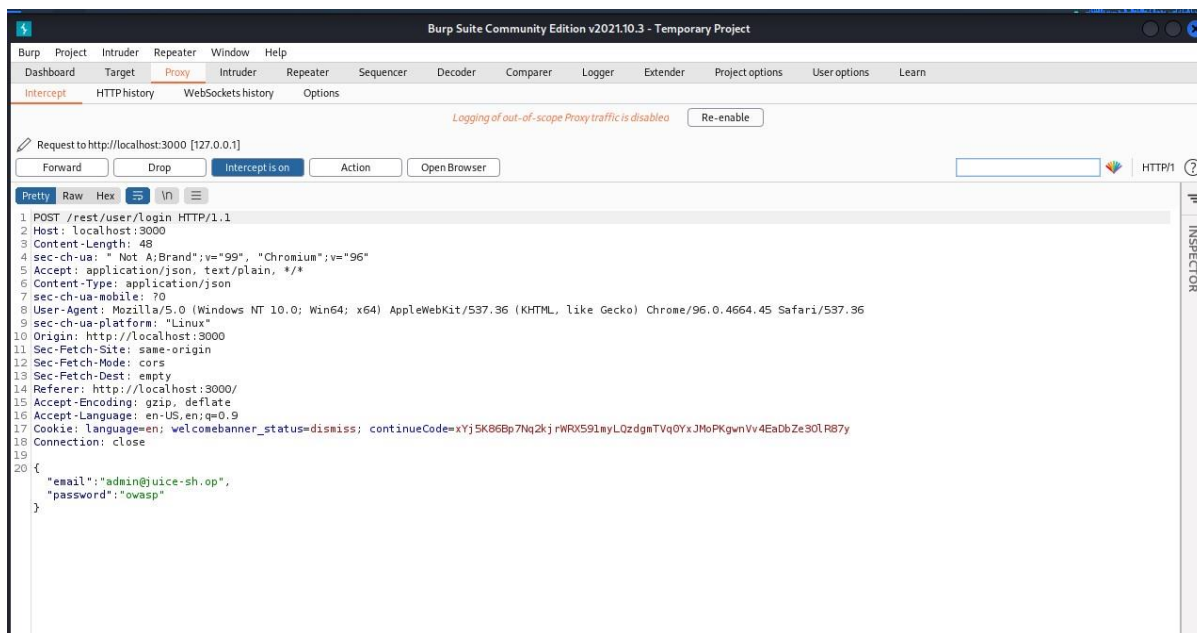 Burp Suite Community Edition v2021.10.3 - Temporary Project
Burp Project Intruder Repeater Window Help
Dashboard Target Proxy Intruder Repeater Sequencer Decoder Comparer Logger Extender Project options User options Learn
Intercept HTTP history WebSockets history Options
Logging of out-of-scope Proxy traffic is disabled Re-enable
Request to http://localhost:3000 [127.0.0.1]
Forward Drop Intercept is on Action Open Browser HTTP/1 ?
Pretty Raw Hex \n
INSPECTOR
1 POST /rest/user/login HTTP/1.1
2 Host: localhost:3000
3 Content-Length: 48
4 sec-ch-ua: " Not A;Brand";v="99", "Chromium";v="96"
5 Accept: application/json, text/plain, */*
6 Content-Type: application/json
7 sec-ch-ua-mobile: ?0
8 User-Agent: Mozilla/5.0 (Windows NT 10.0; Win64; x64) AppleWebKit/537.36 (KHTML, like Gecko) Chrome/96.0.4664.45 Safari/537.36
9 sec-ch-ua-platform: "Linux"
10 Origin: http://localhost:3000
11 Sec-Fetch-Site: same-origin
12 Sec-Fetch-Mode: cors
13 Sec-Fetch-Dest: empty
14 Referer: http://localhost:3000/
15 Accept-Encoding: gzip, deflate
16 Accept-Language: en-US,en;q=0.9
17 Cookie: language=en; welcomebanner_status=dismiss; continueCode=xYj5K86Bp7Nq2kjrWRX591myLQzdgmTVq0YxJMoPKgwnVv4EaDbZe3OlR87y
18 Connection: close
19
20 {
"email":"admin@juice-sh.op",
"password":"owasp"
}